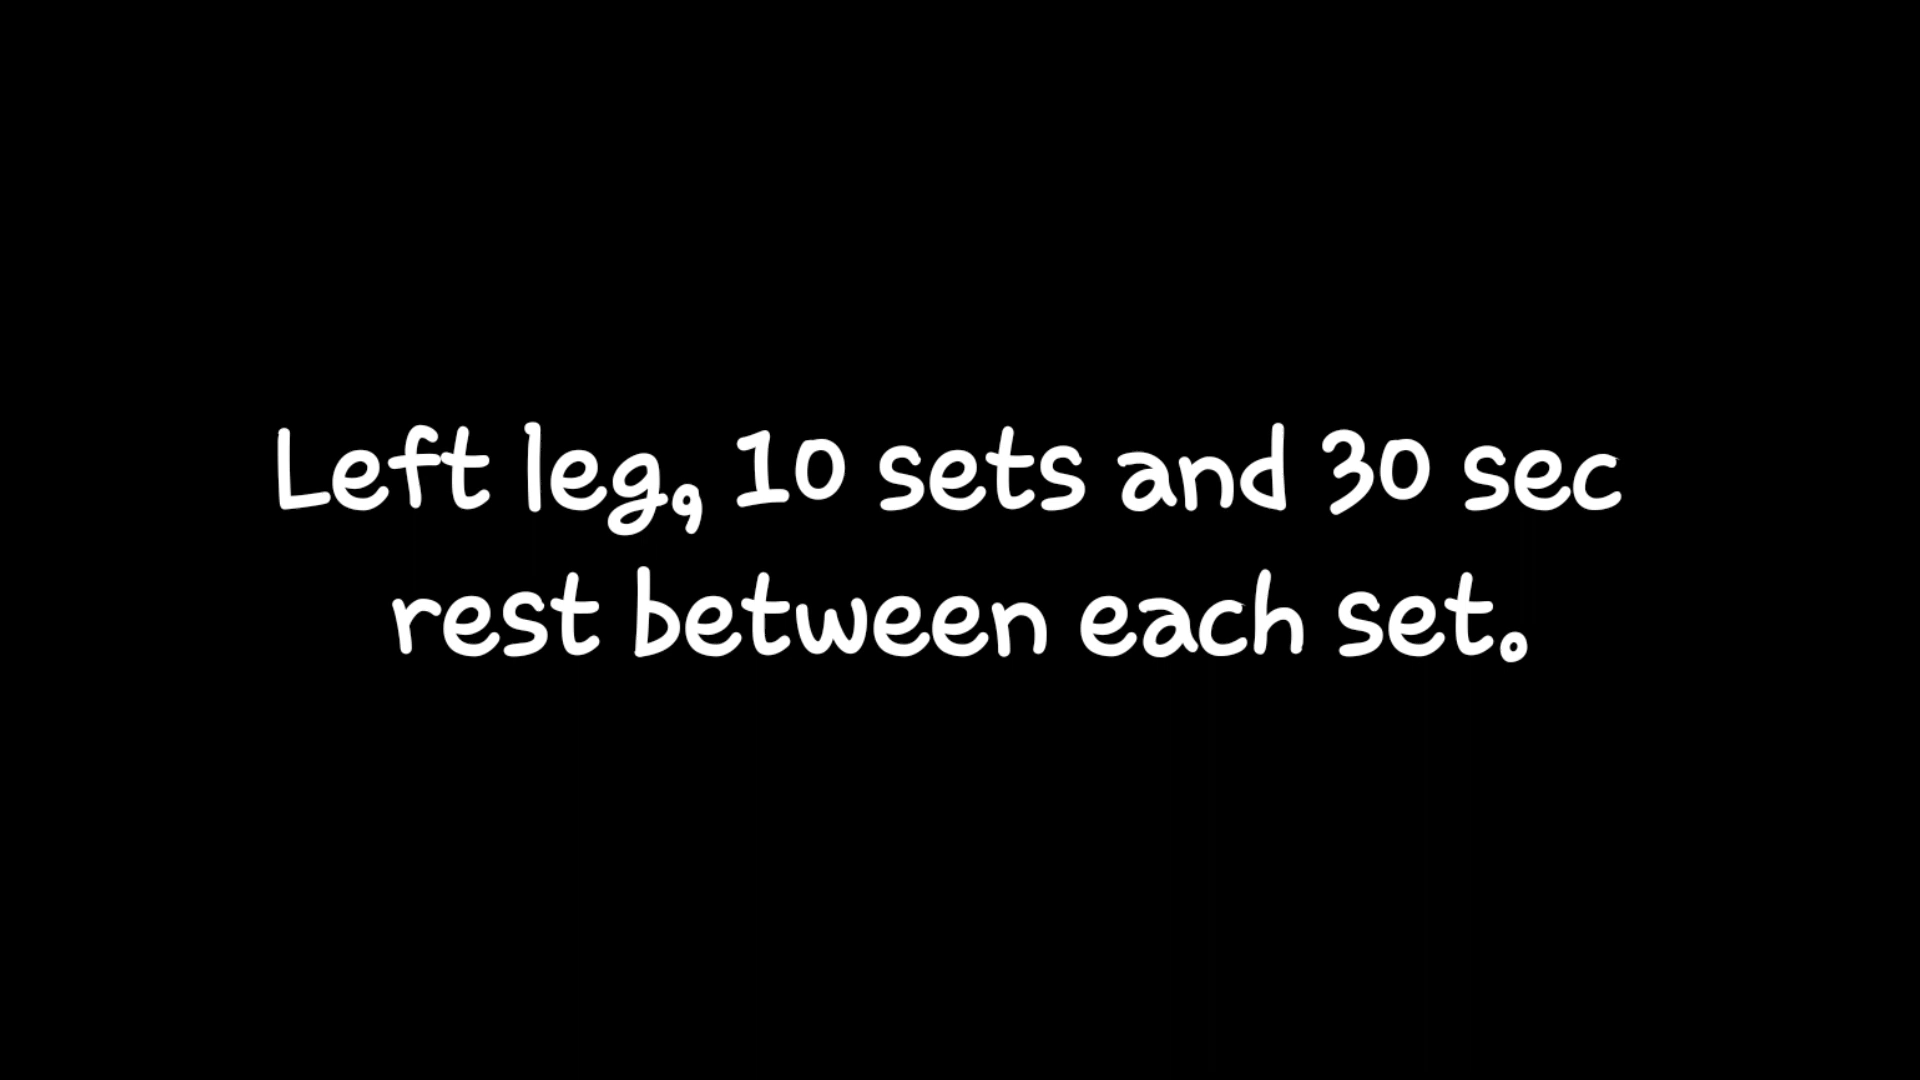 Left leg, 10 sets and 30 sec
rest between each set.